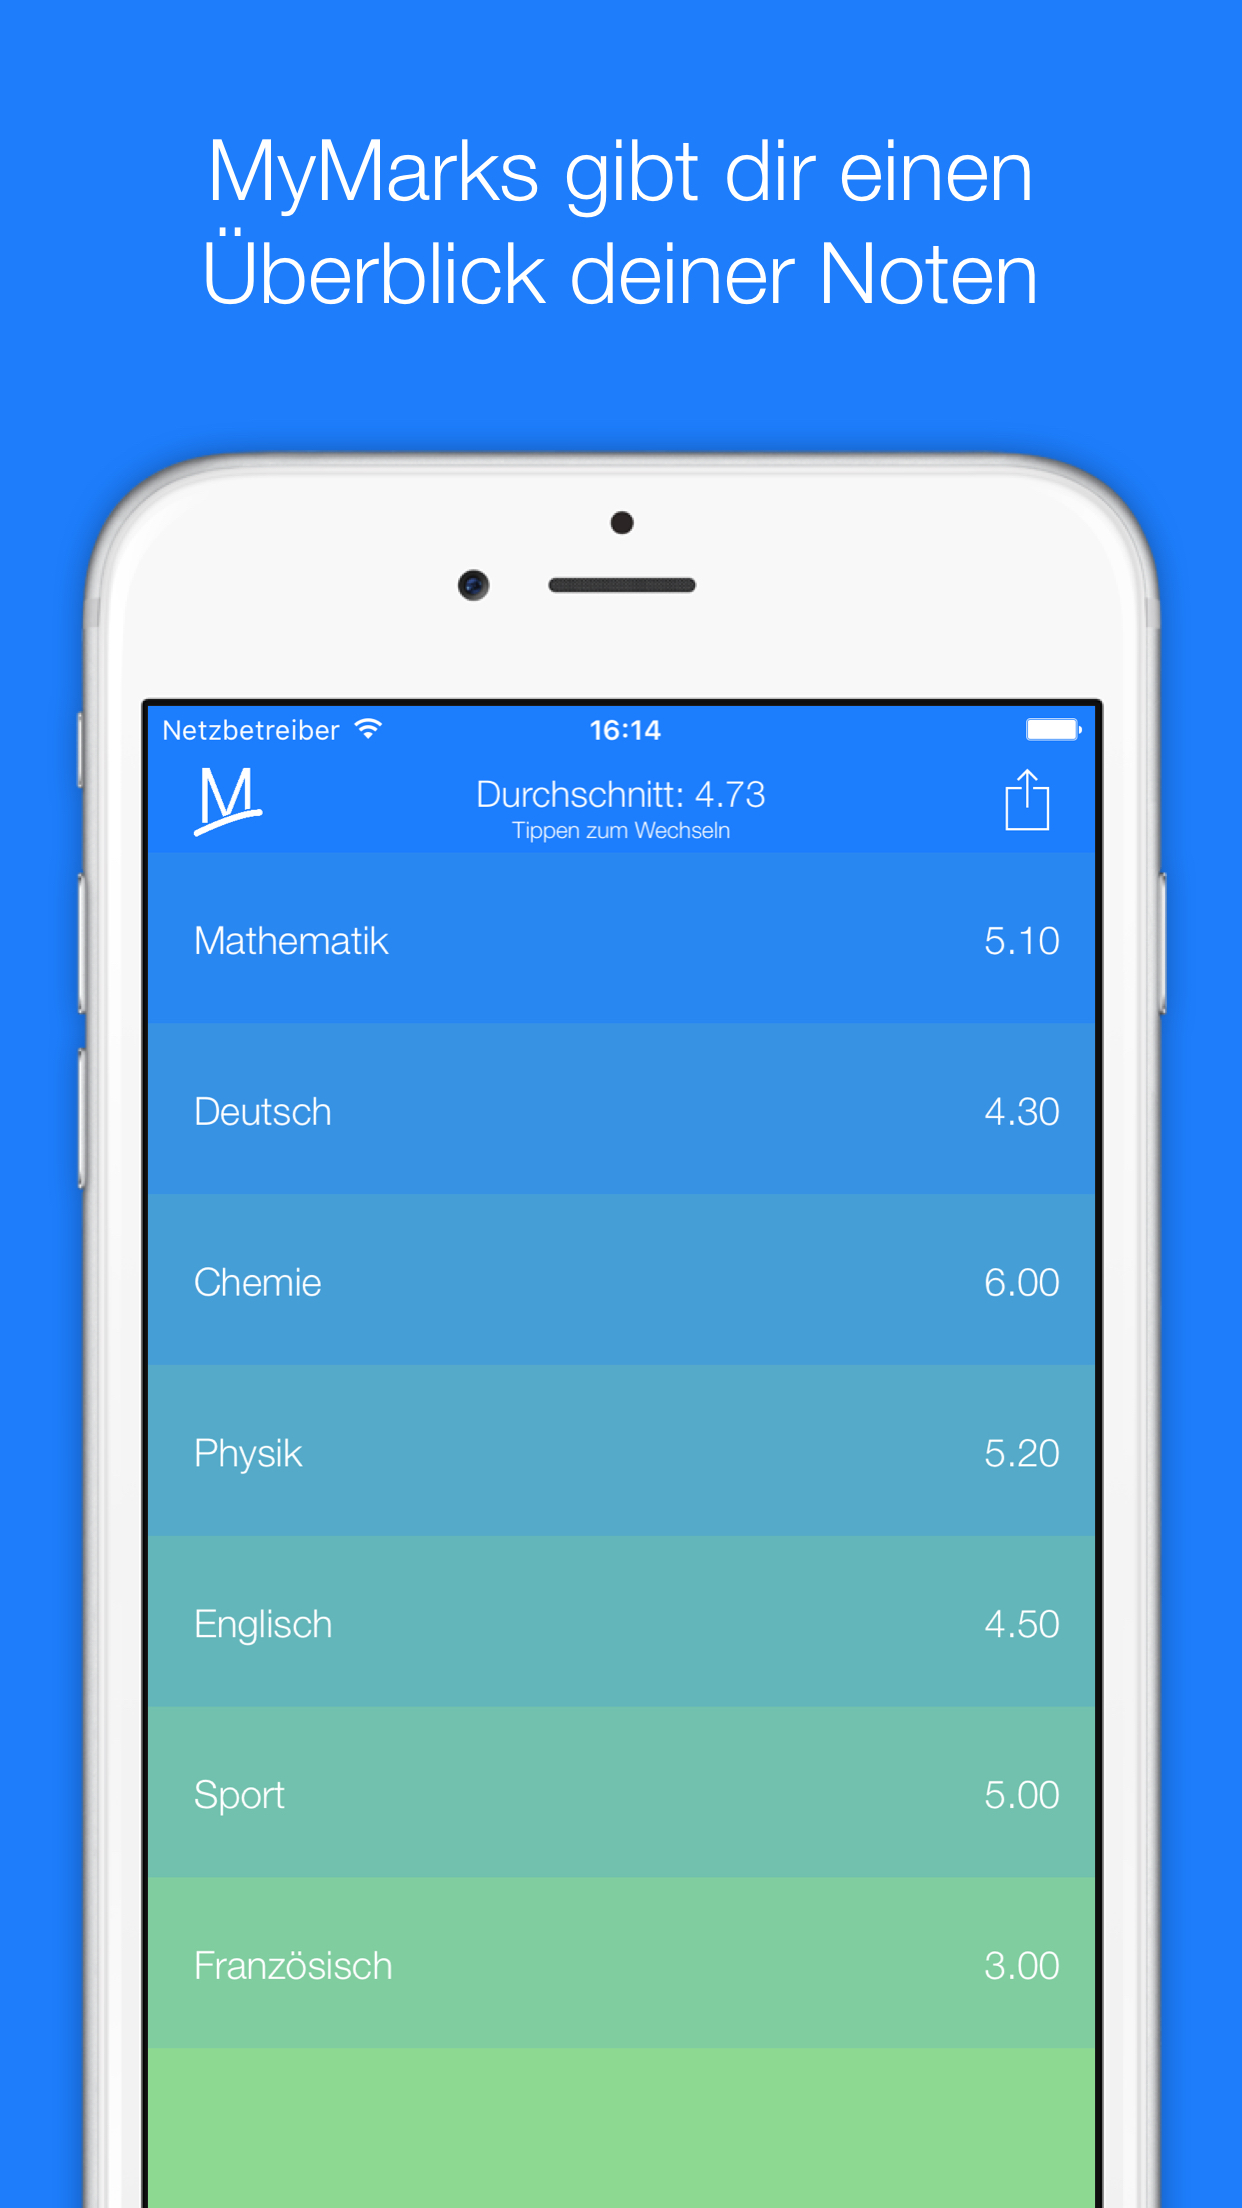 MyMarks gibt dir einen
Überblick deiner Noten
Netzbetreiber 16:14
M
Durchschnitt: 4.73
Tippen zum Wechseln
Mathematik 5.10
Deutsch 4.30
Chemie 6.00
Physik 5.20
Englisch 4.50
Sport 5.00
Französisch 3.00